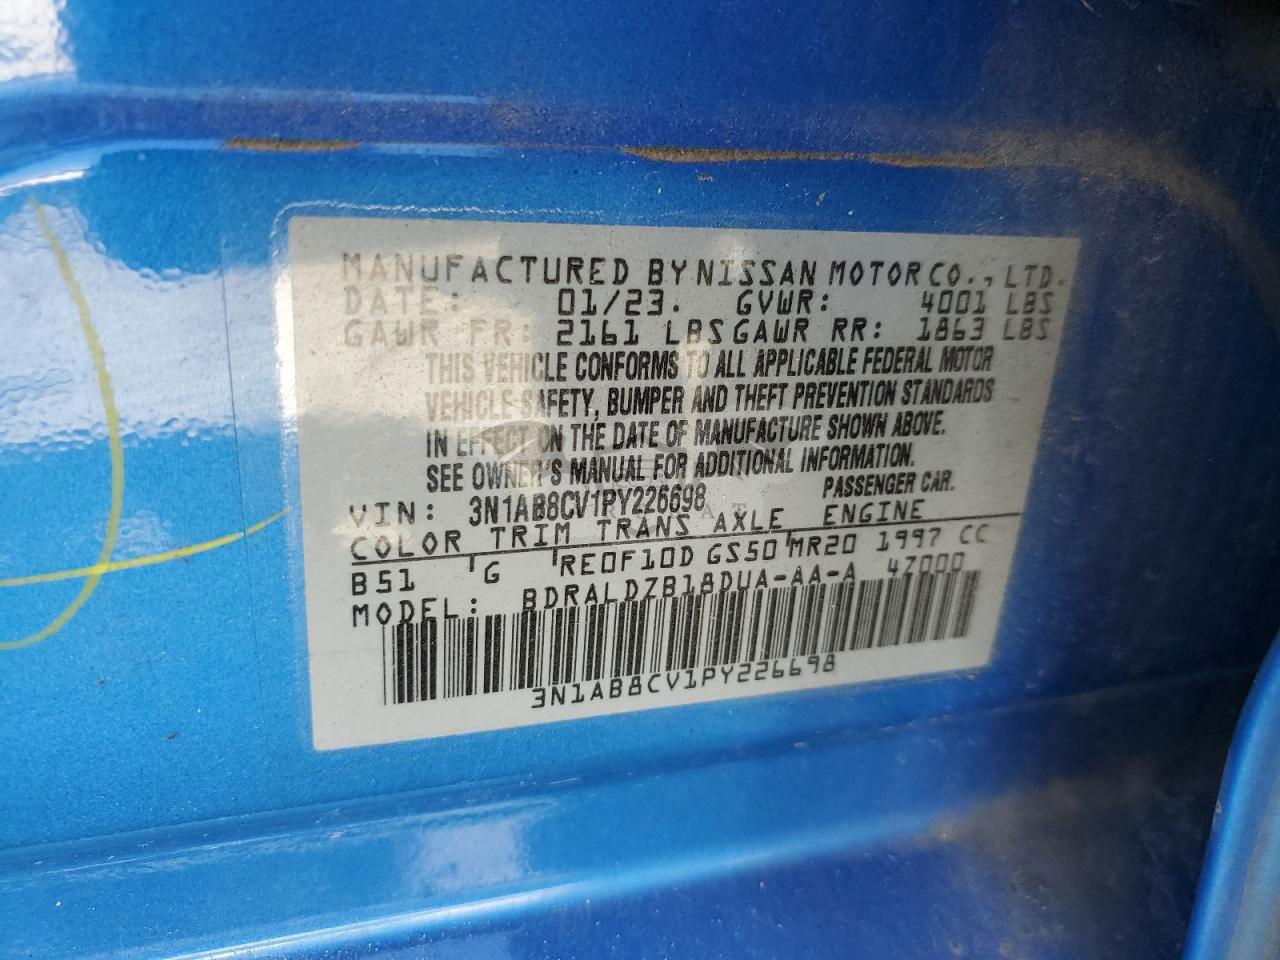 MANUFACTURED BY NISSAN MOTOR CO., LTD.
DATE: 01/23. GVWR: 4001 LBS
GAWR FR: 2161 LBS GAWR RR: 1863 LBS
THIS VEHICLE CONFORMS TO ALL APPLICABLE FEDERAL MOTOR
VEHICLE SAFETY, BUMPER AND THEFT PREVENTION STANDARDS
IN EFFECT ON THE DATE OF MANUFACTURE SHOWN ABOVE.
SEE OWNER'S MANUAL FOR ADDITIONAL INFORMATION.
VIN: 3N1AB8CV1PY226698 PASSENGER CAR.
COLOR TRIM TRANS AXLE ENGINE
B51 G RE0F10D GS50 MR20 1997 CC
MODEL: BDRALDZB18DUA-AA-A 47000
3N1AB8CV1PY226698